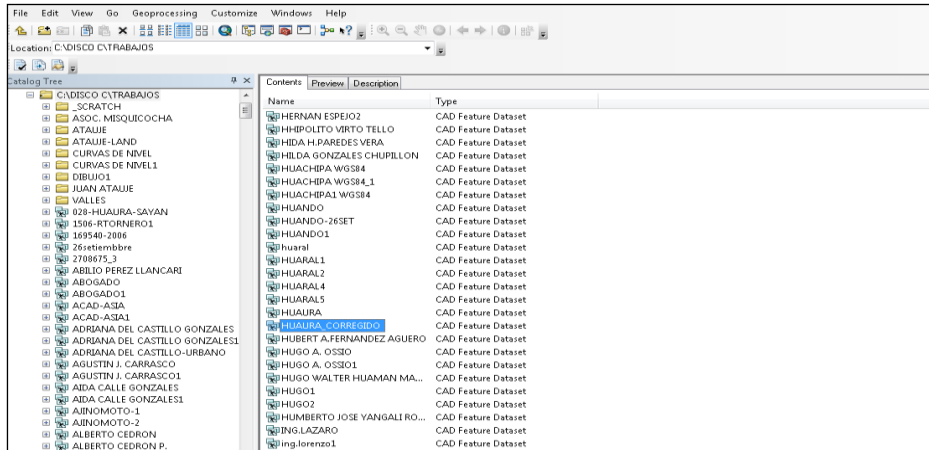 File Edit View Go Geoprocessing Customize Windows Help
Location: C:\DISCO C\TRABAJOS
Catalog Tree
C:\DISCO C\TRABAJOS
_SCRATCH
ASOC. MISQUICOCHA
ATAUJE
ATAUJE-LAND
CURVAS DE NIVEL
CURVAS DE NIVEL1
DIBUJO1
JUAN ATAUJE
VALLES
028-HUAURA-SAYAN
1506-RTORNERO1
169540-2006
26setiembbre
2708675_3
ABILIO PEREZ LLANCARI
ABOGADO
ABOGADO1
ACAD-ASIA
ACAD-ASIA1
ADRIANA DEL CASTILLO GONZALES
ADRIANA DEL CASTILLO GONZALES1
ADRIANA DEL CASTILLO-URBANO
AGUSTIN J. CARRASCO
AGUSTIN J. CARRASCO1
AIDA CALLE GONZALES
AIDA CALLE GONZALES1
AJINOMOTO-1
AJINOMOTO-2
ALBERTO CEDRON
ALBERTO CEDRON P.
Contents Preview Description
Name Type
HERNAN ESPEJO2 CAD Feature Dataset
HHIPOLITO VIRTO TELLO CAD Feature Dataset
HIDA H.PAREDES VERA CAD Feature Dataset
HILDA GONZALES CHUPILLON CAD Feature Dataset
HUACHIPA WGS84 CAD Feature Dataset
HUACHIPA WGS84_1 CAD Feature Dataset
HUACHIPA1 WGS84 CAD Feature Dataset
HUANDO CAD Feature Dataset
HUANDO-26SET CAD Feature Dataset
HUANDO1 CAD Feature Dataset
huaral CAD Feature Dataset
HUARAL1 CAD Feature Dataset
HUARAL2 CAD Feature Dataset
HUARAL4 CAD Feature Dataset
HUARAL5 CAD Feature Dataset
HUAURA CAD Feature Dataset
HUAURA_CORREGIDO CAD Feature Dataset
HUBERT A.FERNANDEZ AGUERO CAD Feature Dataset
HUGO A. OSSIO CAD Feature Dataset
HUGO A. OSSIO1 CAD Feature Dataset
HUGO WALTER HUAMAN MA... CAD Feature Dataset
HUGO1 CAD Feature Dataset
HUGO2 CAD Feature Dataset
HUMBERTO JOSE YANGALI RO... CAD Feature Dataset
ING.LAZARO CAD Feature Dataset
ing.lorenzo1 CAD Feature Dataset